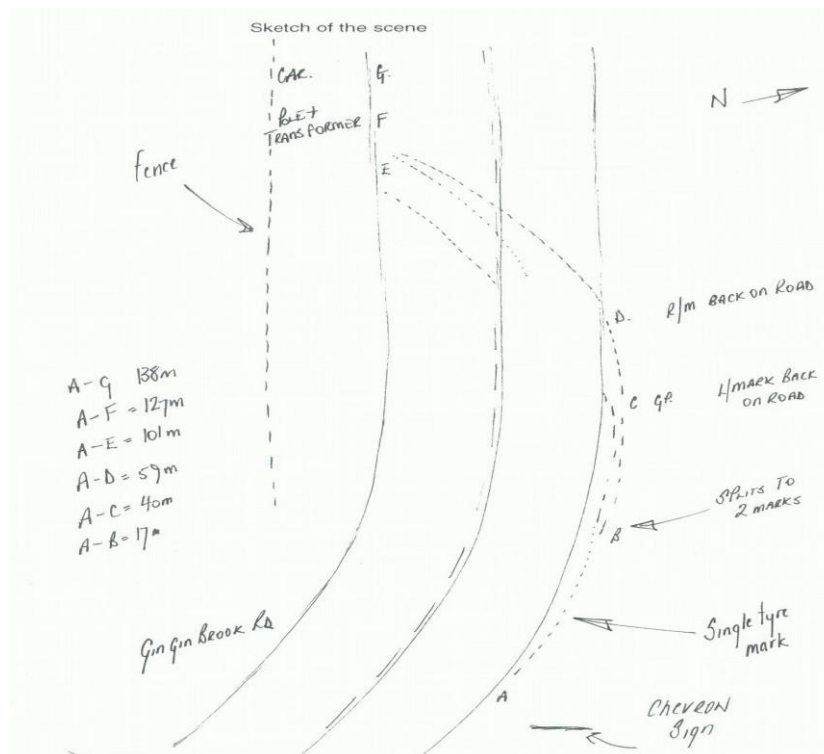 Sketch of the scene
CAR.
G.
N
POLE +
TRANSFORMER
F
Fence
E
D.
R/M BACK ON ROAD
A-G 138m
A-F = 127m
A-E = 101m
A-D = 59m
A-C = 40m
A-B = 17m
C GP.
L/MARK BACK
ON ROAD
SPLITS TO
2 MARKS
B
Gin Gin Brook RD
Single tyre
mark
A
Chevron
Sign